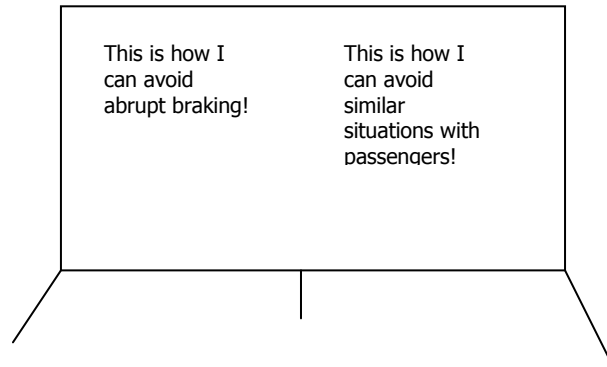 This is how I
can avoid
abrupt braking!
This is how I
can avoid
similar
situations with
passengers!